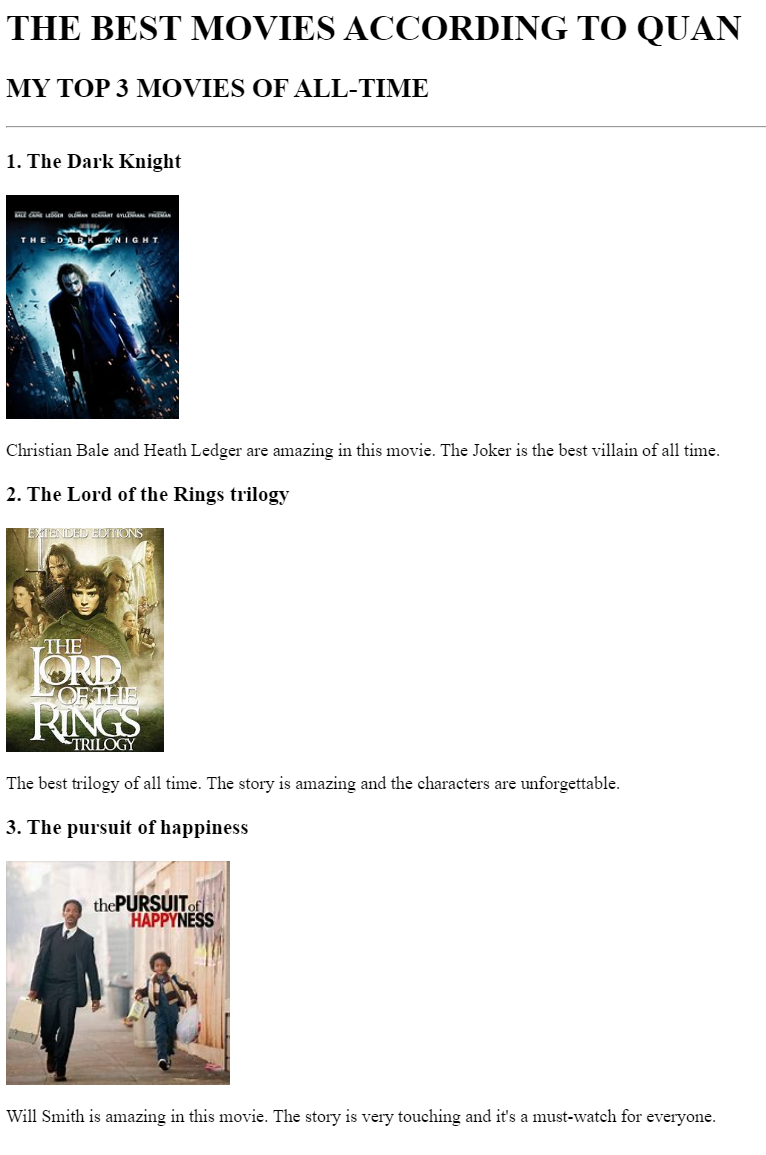 THE BEST MOVIES ACCORDING TO QUAN
MY TOP 3 MOVIES OF ALL-TIME
1. The Dark Knight
BALE CAINE LEDGER OLDMAN ECKHART GYLLENHAAL FREEMAN
THE DARK KNIGHT
Christian Bale and Heath Ledger are amazing in this movie. The Joker is the best villain of all time.
2. The Lord of the Rings trilogy
EXTENDED EDITIONS
THE
LORD
OF THE
RINGS
TRILOGY
The best trilogy of all time. The story is amazing and the characters are unforgettable.
3. The pursuit of happiness
thePURSUITof
HAPPYNESS
Will Smith is amazing in this movie. The story is very touching and it's a must-watch for everyone.